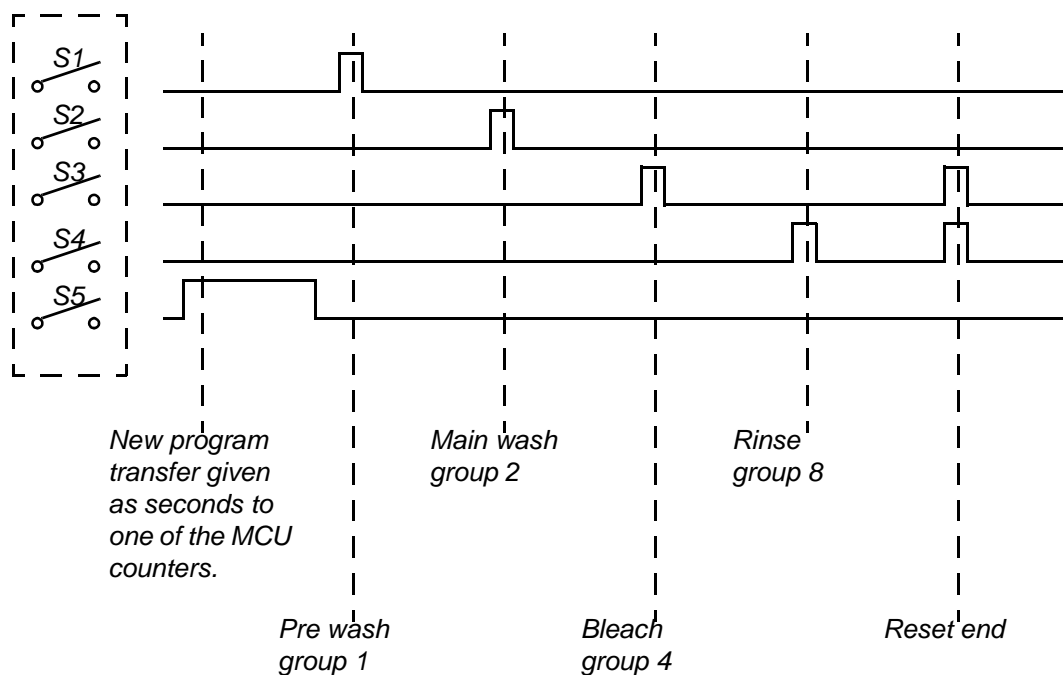 S1
S2
S3
S4
S5
New program
transfer given
as seconds to
one of the MCU
counters.
Main wash
group 2
Rinse
group 8
Pre wash
group 1
Bleach
group 4
Reset end